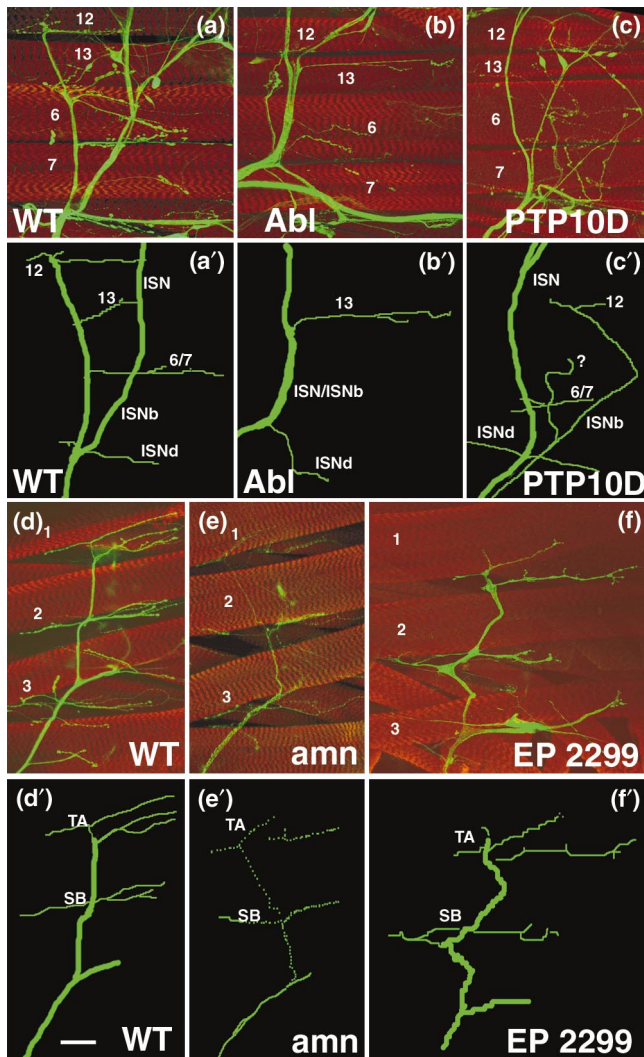 (a)
12
13
6
7
WT
(b)
12
13
6
7
Abl
(c)
12
13
6
7
PTP10D
(a′)
12
ISN
13
6/7
ISNb
ISNd
WT
(b′)
13
ISN/ISNb
ISNd
Abl
(c′)
ISN
12
?
6/7
ISNd
ISNb
PTP10D
(d)
1
2
3
WT
(e)
1
2
3
amn
(f)
1
2
3
EP 2299
(d′)
TA
SB
WT
(e′)
TA
SB
amn
(f′)
TA
SB
EP 2299